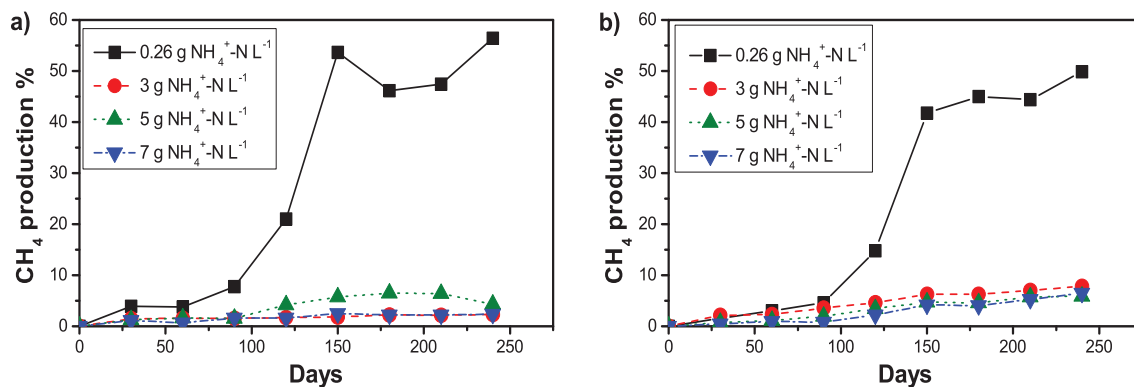 a)
CH₄ production %
60
50
40
30
20
10
0
0.26 g NH₄⁺-N L⁻¹
3 g NH₄⁺-N L⁻¹
5 g NH₄⁺-N L⁻¹
7 g NH₄⁺-N L⁻¹
0 50 100 150 200 250
Days
b)
CH₄ production %
60
50
40
30
20
10
0
0.26 g NH₄⁺-N L⁻¹
3 g NH₄⁺-N L⁻¹
5 g NH₄⁺-N L⁻¹
7 g NH₄⁺-N L⁻¹
0 50 100 150 200 250
Days